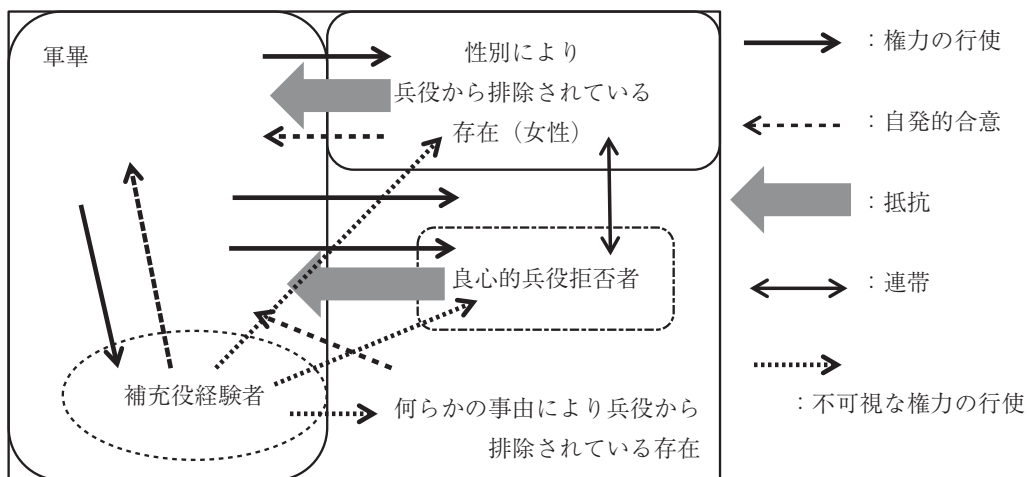 軍畢
性別により
兵役から排除されている
存在（女性）
良心的兵役拒否者
補充役経験者
何らかの事由により兵役から
排除されている存在
：権力の行使
：自発的合意
：抵抗
：連帯
：不可視な権力の行使